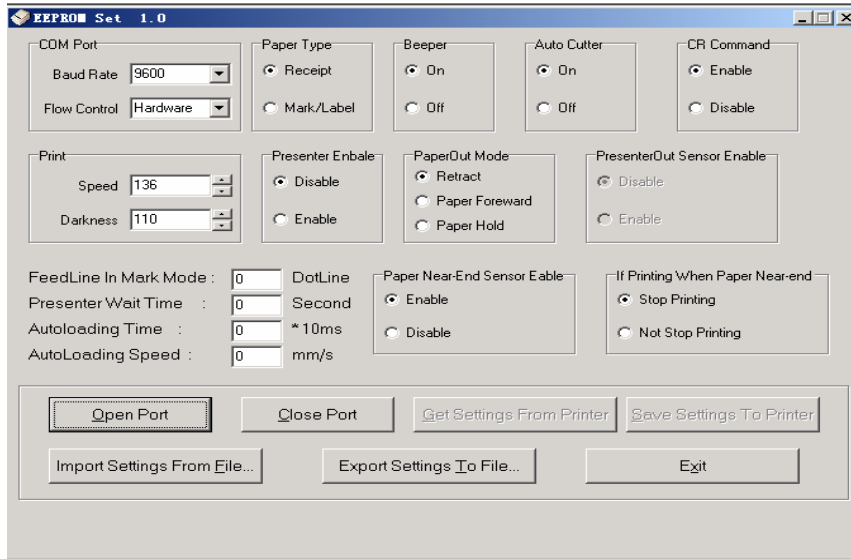 EEPROM Set 1.0
COM Port
Baud Rate 9600
Flow Control Hardware
Paper Type
Receipt
Mark/Label
Beeper
On
Off
Auto Cutter
On
Off
CR Command
Enable
Disable
Print
Speed 136
Darkness 110
Presenter Enbale
Disable
Enable
PaperOut Mode
Retract
Paper Foreward
Paper Hold
PresenterOut Sensor Enable
Disable
Enable
FeedLine In Mark Mode : 0 DotLine
Presenter Wait Time : 0 Second
Autoloading Time : 0 *10ms
AutoLoading Speed : 0 mm/s
Paper Near-End Sensor Eable
Enable
Disable
If Printing When Paper Near-end
Stop Printing
Not Stop Printing
Open Port Close Port Get Settings From Printer Save Settings To Printer
Import Settings From File... Export Settings To File... Exit